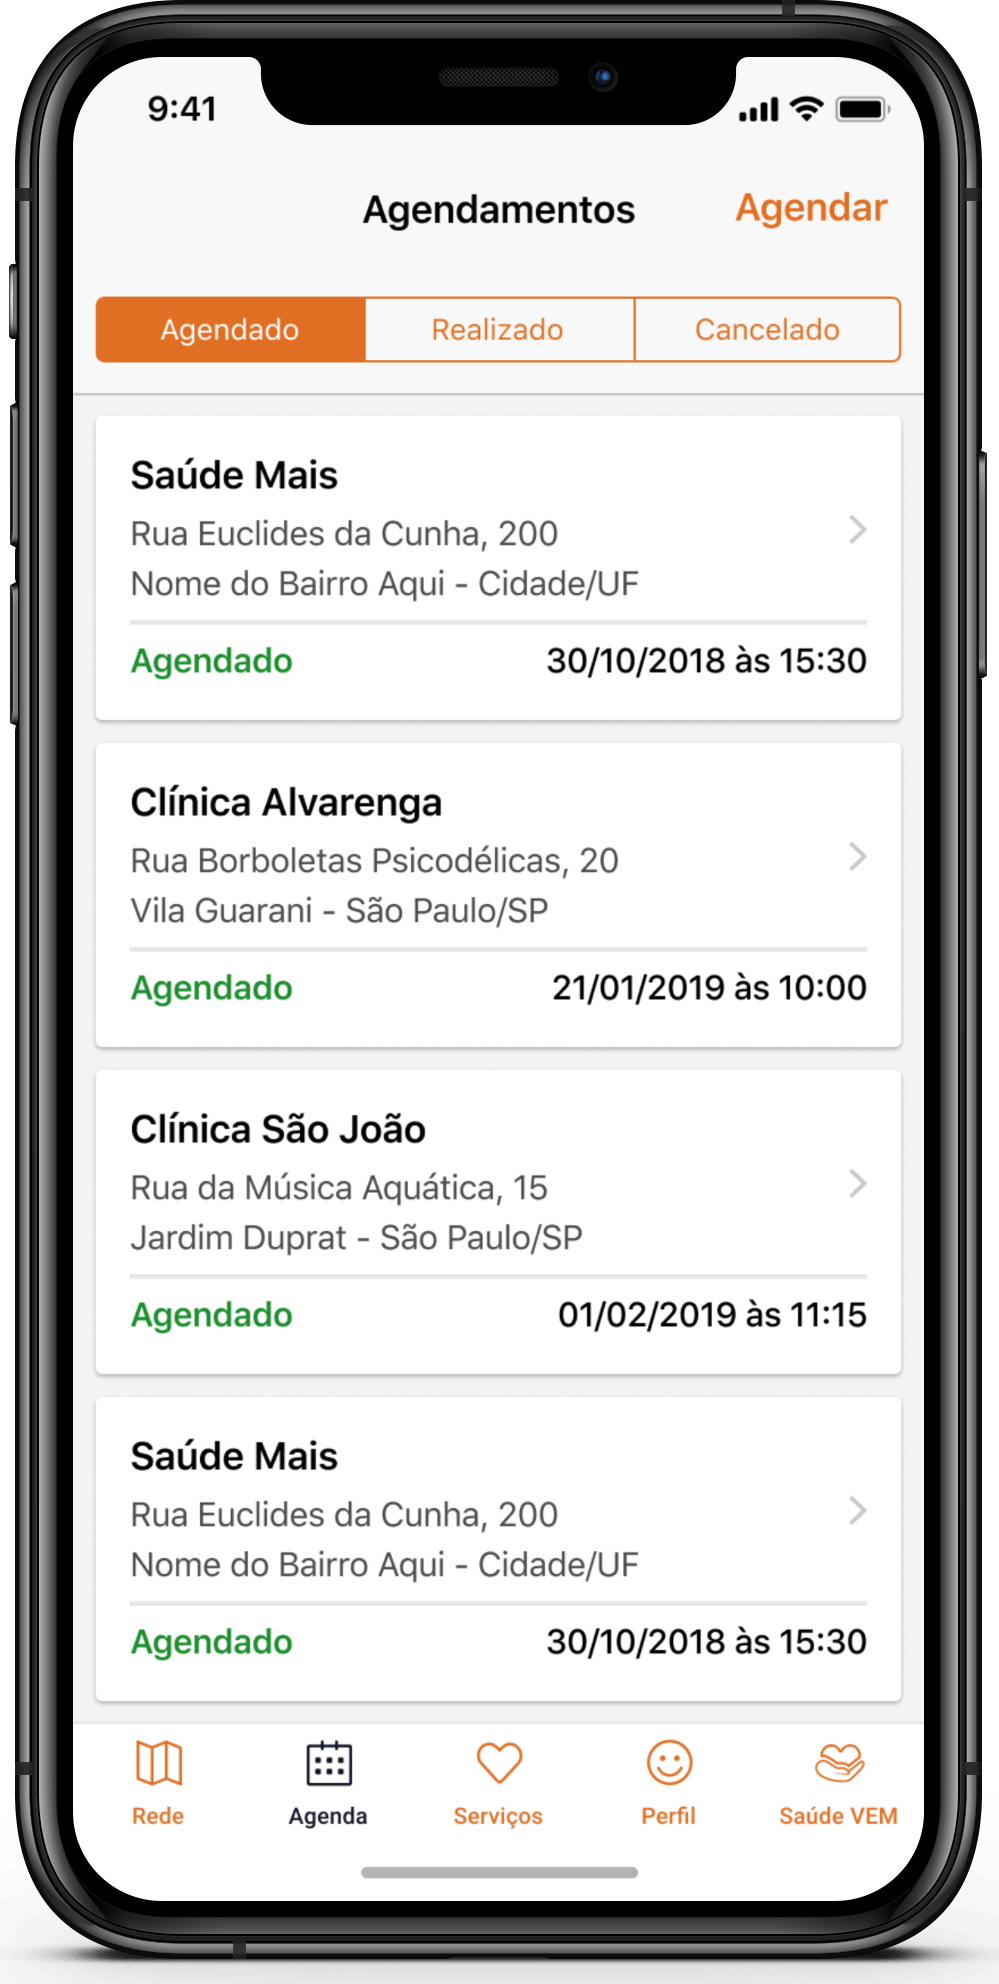 9:41
Agendamentos
Agendar
Agendado
Realizado
Cancelado
Saúde Mais
Rua Euclides da Cunha, 200
Nome do Bairro Aqui - Cidade/UF
Agendado
30/10/2018 às 15:30
Clínica Alvarenga
Rua Borboletas Psicodélicas, 20
Vila Guarani - São Paulo/SP
Agendado
21/01/2019 às 10:00
Clínica São João
Rua da Música Aquática, 15
Jardim Duprat - São Paulo/SP
Agendado
01/02/2019 às 11:15
Saúde Mais
Rua Euclides da Cunha, 200
Nome do Bairro Aqui - Cidade/UF
Agendado
30/10/2018 às 15:30
Rede
Agenda
Serviços
Perfil
Saúde VEM